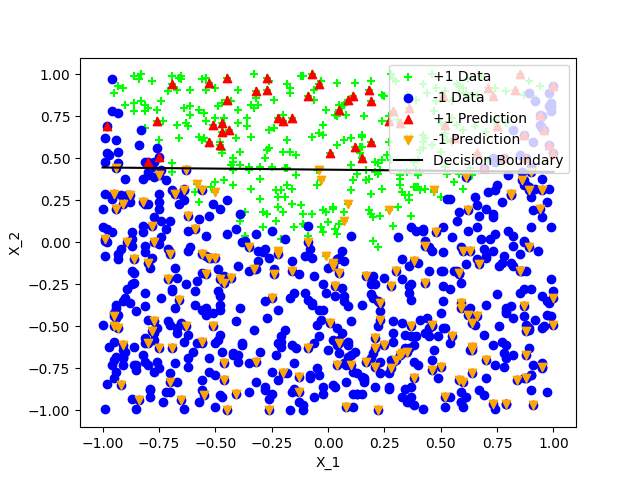 +1 Data
-1 Data
+1 Prediction
-1 Prediction
Decision Boundary
1.00
0.75
0.50
0.25
0.00
−0.25
−0.50
−0.75
−1.00
X_2
−1.00 −0.75 −0.50 −0.25 0.00 0.25 0.50 0.75 1.00
X_1